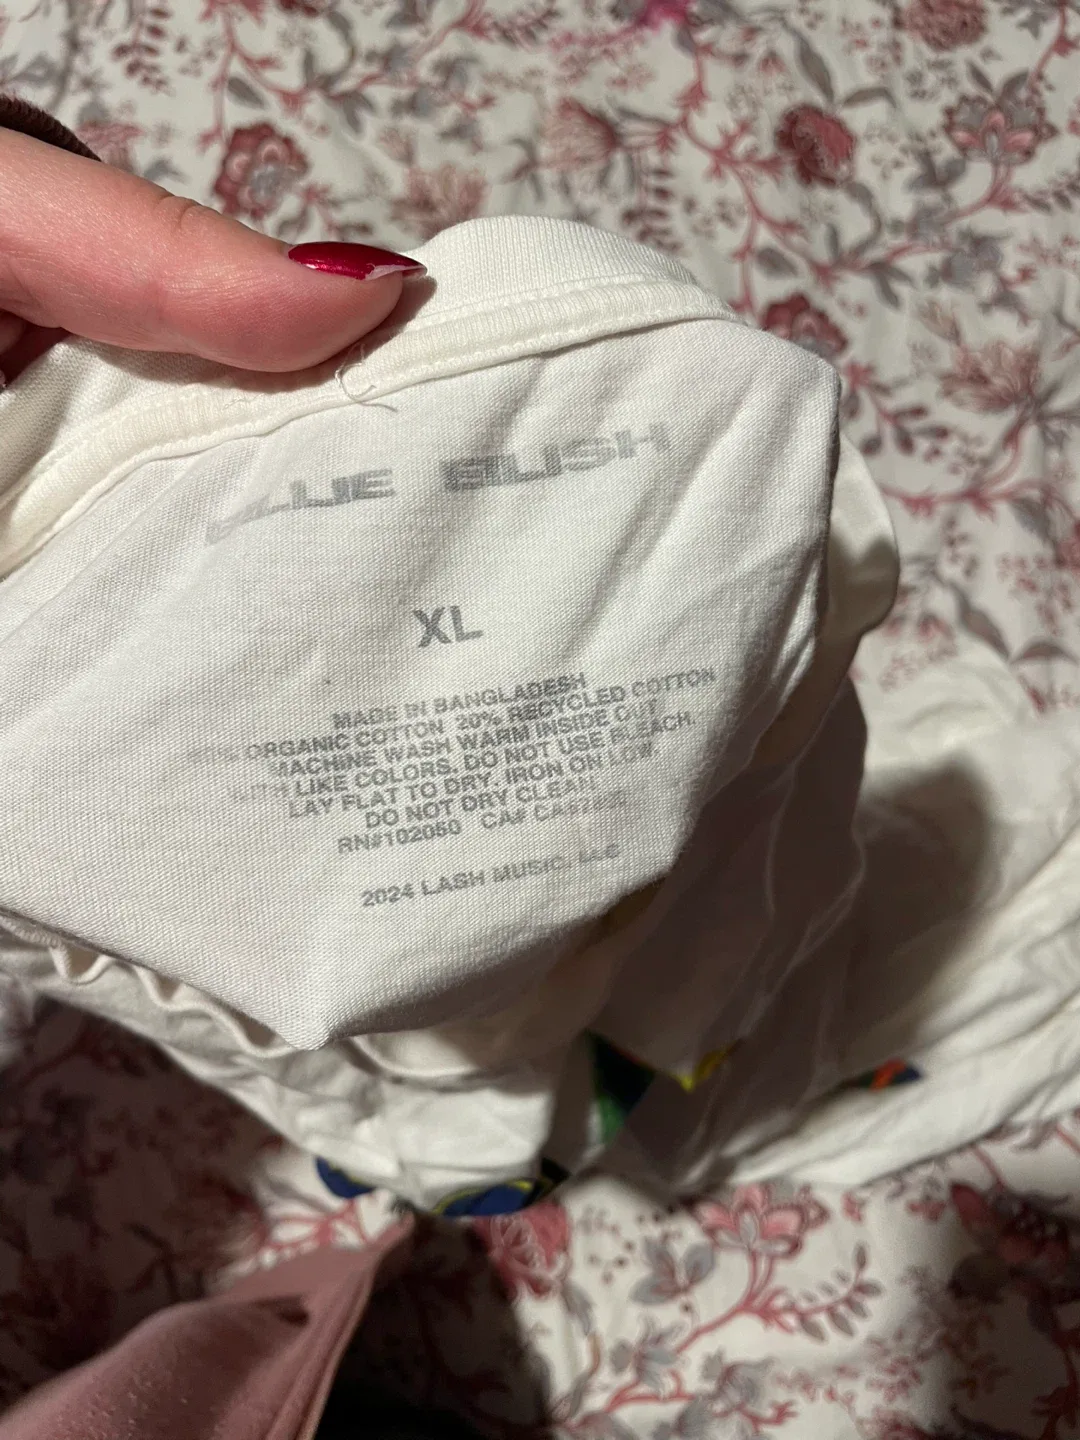 BILLIE EILISH
XL
MADE IN BANGLADESH
ORGANIC COTTON 20% RECYCLED COTTON
MACHINE WASH WARM INSIDE OUT
WITH LIKE COLORS. DO NOT USE BLEACH.
LAY FLAT TO DRY. IRON ON LOW.
DO NOT DRY CLEAN
RN#102050 CA#
2024 LASH MUSIC, LLC